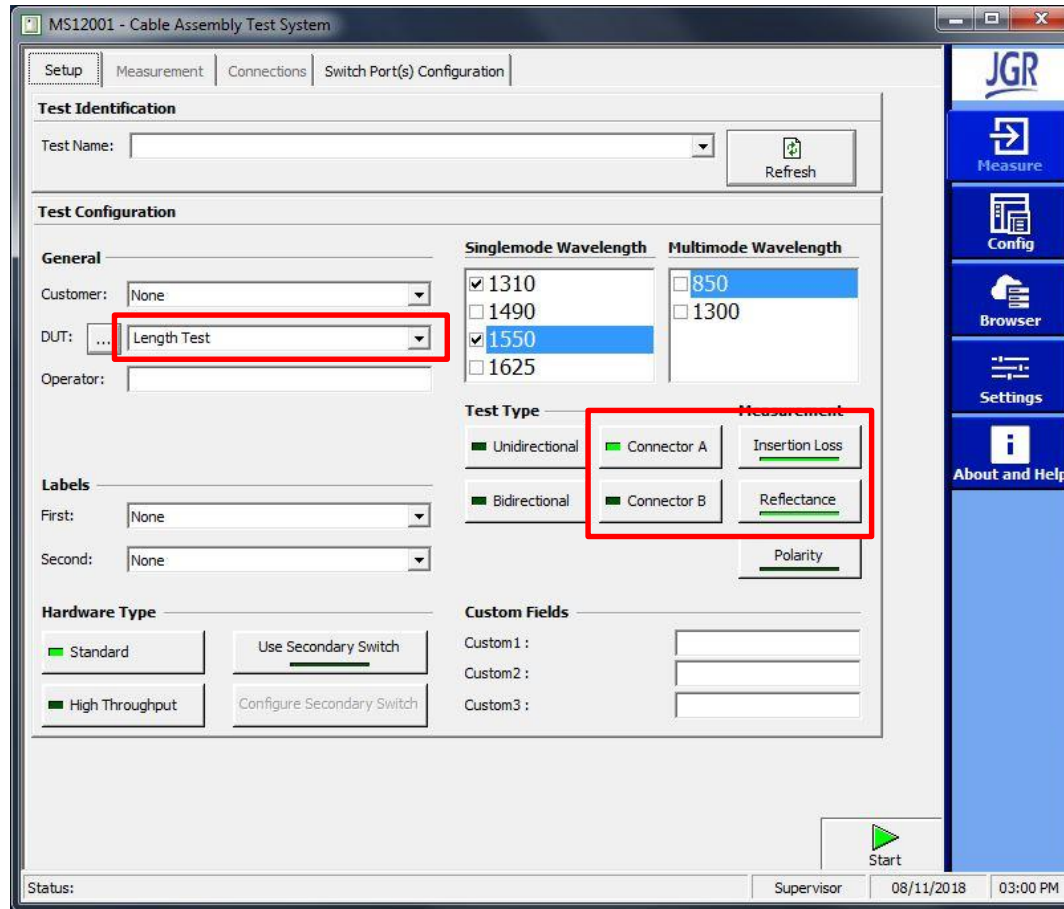 MS12001 - Cable Assembly Test System
Setup Measurement Connections Switch Port(s) Configuration
JGR
Test Identification
Test Name:
Refresh
Measure
Test Configuration
General
Singlemode Wavelength Multimode Wavelength
Config
Customer: None
1310
850
1490
1300
DUT: ... Length Test
1550
Browser
Operator:
1625
Settings
Test Type Measurement
Unidirectional Connector A Insertion Loss
About and Help
Labels
First: None
Bidirectional Connector B Reflectance
Second: None
Polarity
Hardware Type
Custom Fields
Standard Use Secondary Switch
Custom1 :
Custom2 :
High Throughput Configure Secondary Switch
Custom3 :
Start
Status: Supervisor 08/11/2018 03:00 PM